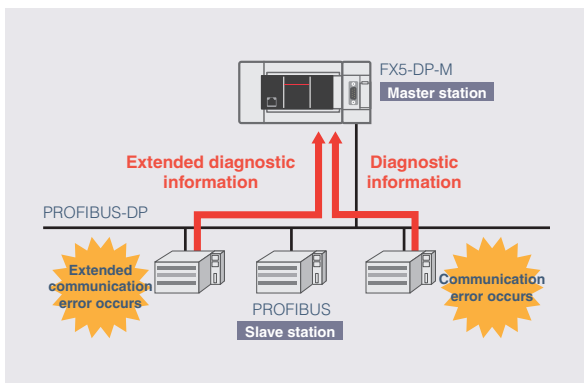 FX5-DP-M
Master station
Extended diagnostic
information
Diagnostic
information
PROFIBUS-DP
Extended
communication
error occurs
Communication
error occurs
PROFIBUS
Slave station